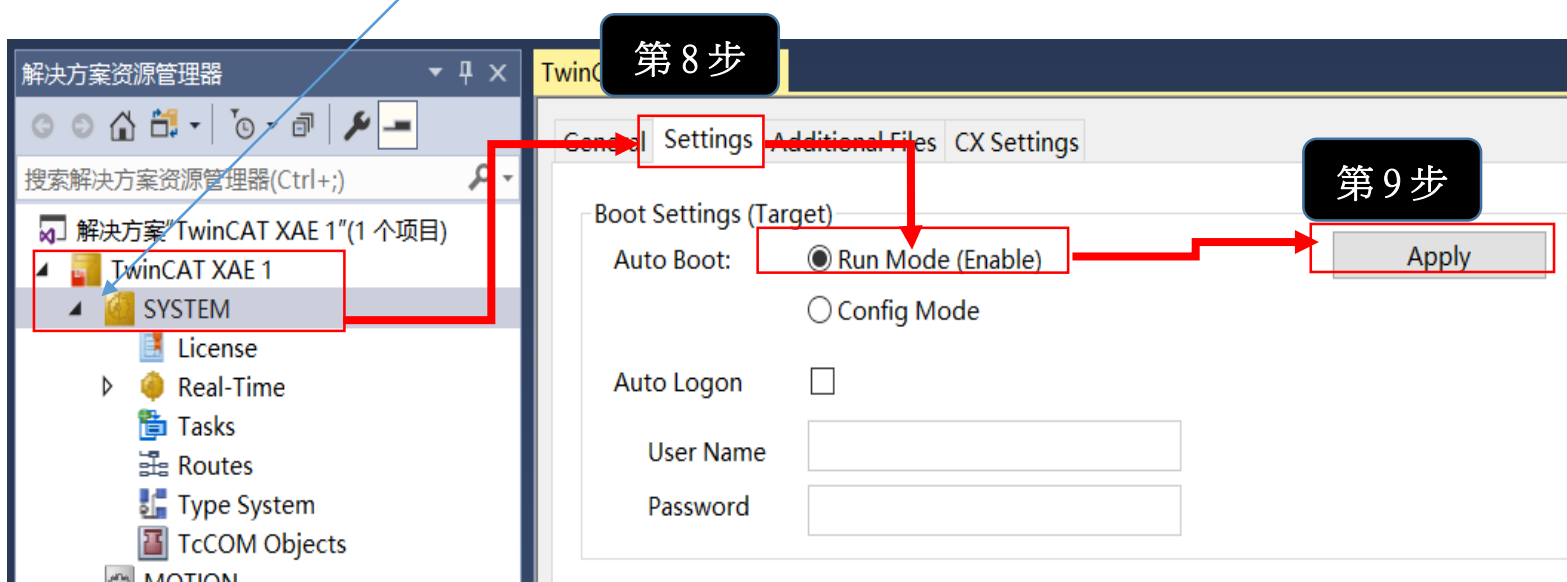 第8步
解决方案资源管理器
搜索解决方案资源管理器(Ctrl+;)
解决方案"TwinCAT XAE 1"(1 个项目)
TwinCAT XAE 1
SYSTEM
License
Real-Time
Tasks
Routes
Type System
TcCOM Objects
MOTION
General Settings Additional Files CX Settings
第9步
Boot Settings (Target)
Auto Boot: Run Mode (Enable) Apply
Config Mode
Auto Logon
User Name
Password